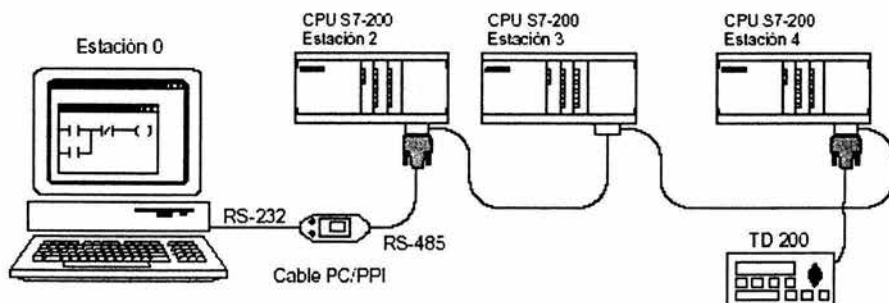 Estación 0
CPU S7-200
Estación 2
CPU S7-200
Estación 3
CPU S7-200
Estación 4
RS-232
RS-485
Cable PC/PPI
TD 200